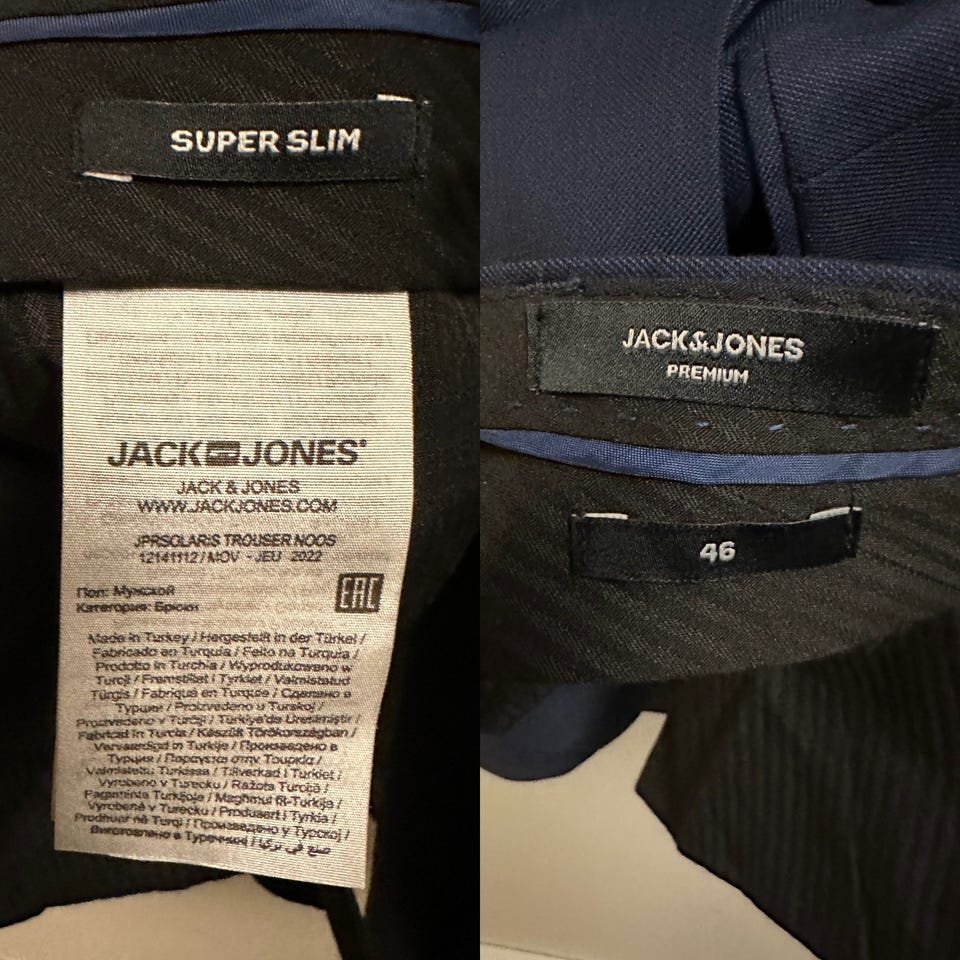 SUPER SLIM
JACK JONES®
JACK & JONES
WWW.JACKJONES.COM
JPRSOLARIS TROUSER NOOS
12141112 / MOV - JEU 2022
Пол: Мужской
Категория: Брюки
EAC
Made in Turkey / Hergestellt in der Türkei /
Fabricado en Turquía / Feito na Turquia /
Prodotto in Turchia / Wyprodukowano w
Turcji / Fremstillet i Tyrkiet / Valmistatud
Türgis / Fabriqué en Turquie / Сделано в
Турции / Proizvedeno u Turskoj /
Proizvedeno v Turčiji / Türkiye'de Üretilmiştir /
Fabricat în Turcia / Készült Törökországban /
Vervaardigd in Turkije / Произведено в
Турция / Παράγεται στην Τουρκία /
Valmistettu Turkissa / Tillverkad i Turkiet /
Vyrobeno v Turecku / Ražots Turcijā /
Pagaminta Turkijoje / Magħmul fit-Turkija /
Vyrobené v Turecku / Produsert i Tyrkia /
Prodhuar në Turqi / Произведено у Турској /
Виготовлено в Туреччині / صنع في تركيا
JACK & JONES
PREMIUM
46